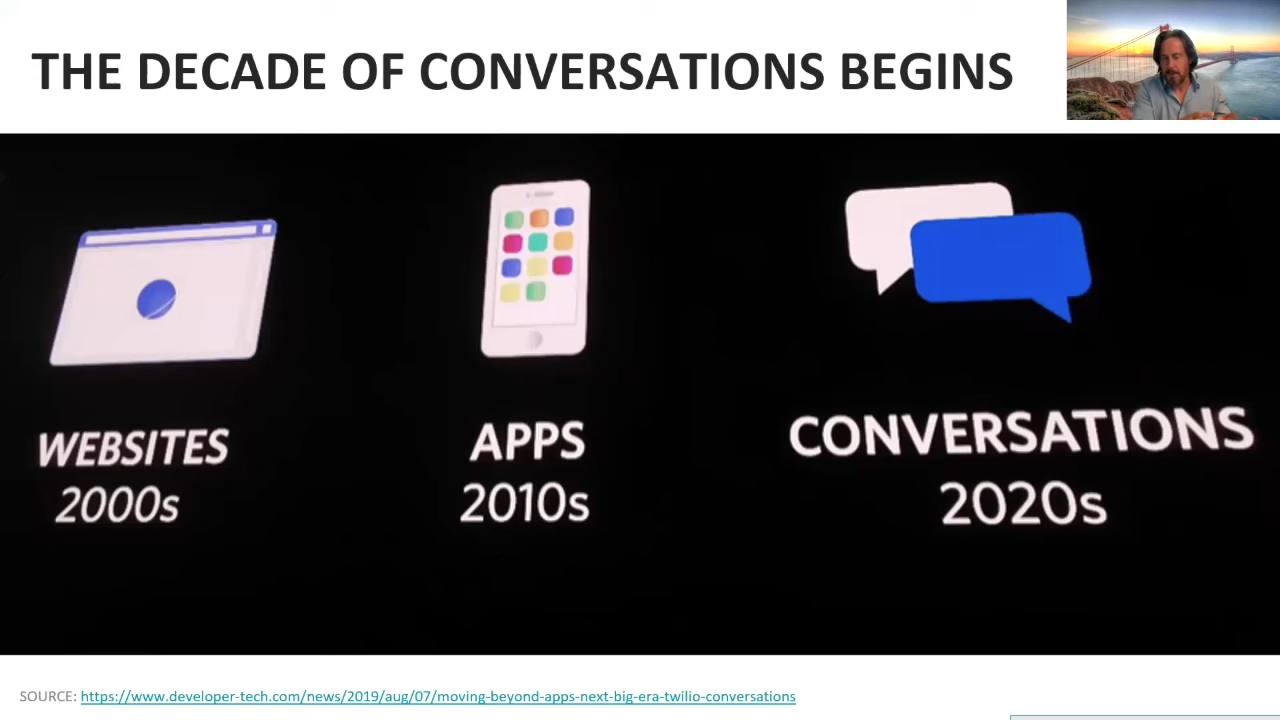 THE DECADE OF CONVERSATIONS BEGINS
WEBSITES
2000s
APPS
2010s
CONVERSATIONS
2020s
SOURCE: https://www.developer-tech.com/news/2019/aug/07/moving-beyond-apps-next-big-era-twilio-conversations